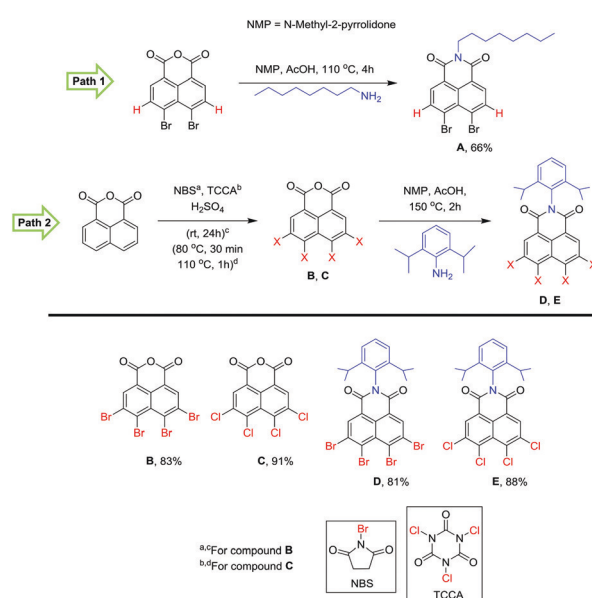 NMP = N-Methyl-2-pyrrolidone
O O O
N
O O
Path 1
NMP, AcOH, 110 °C, 4h
NH2
H H
Br Br
H H
Br Br
A, 66%
Path 2
O O O
NBSᵃ, TCCAᵇ
H2SO4
(rt, 24h)ᶜ
(80 °C, 30 min
110 °C, 1h)ᵈ
O O O
X X
X X
B, C
NMP, AcOH,
150 °C, 2h
NH2
N
O O
X X
X X
D, E
O O O
Br Br
Br Br
B, 83%
O O O
Cl Cl
Cl Cl
C, 91%
N
O O
Br Br
Br Br
D, 81%
N
O O
Cl Cl
Cl Cl
E, 88%
ᵃ,ᶜFor compound B
ᵇ,ᵈFor compound C
Br
N
O O
NBS
O
Cl N N Cl
O N O
Cl
TCCA